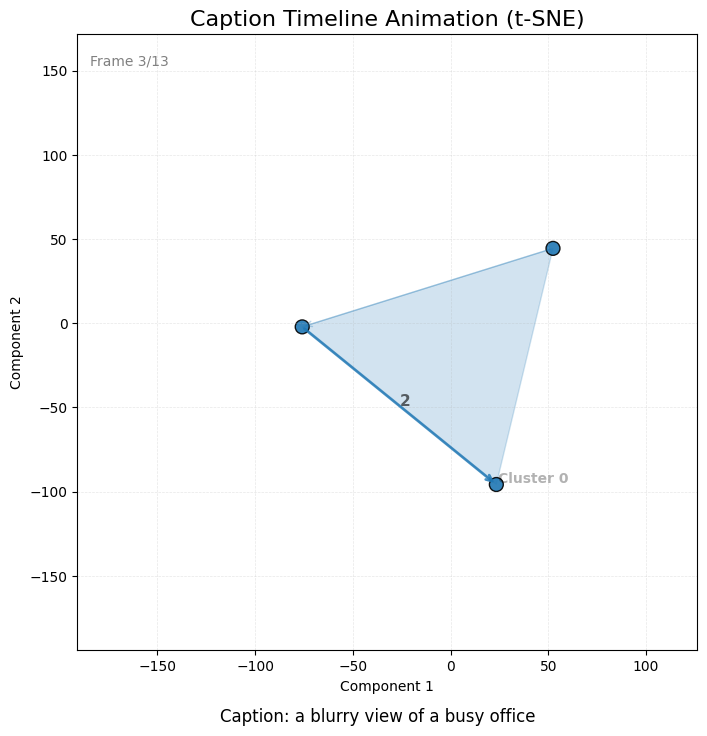 Caption Timeline Animation (t-SNE)
Frame 3/13
150
100
50
0
−50
−100
−150
Component 2
2
Cluster 0
−150
−100
−50
0
50
100
Component 1
Caption: a blurry view of a busy office